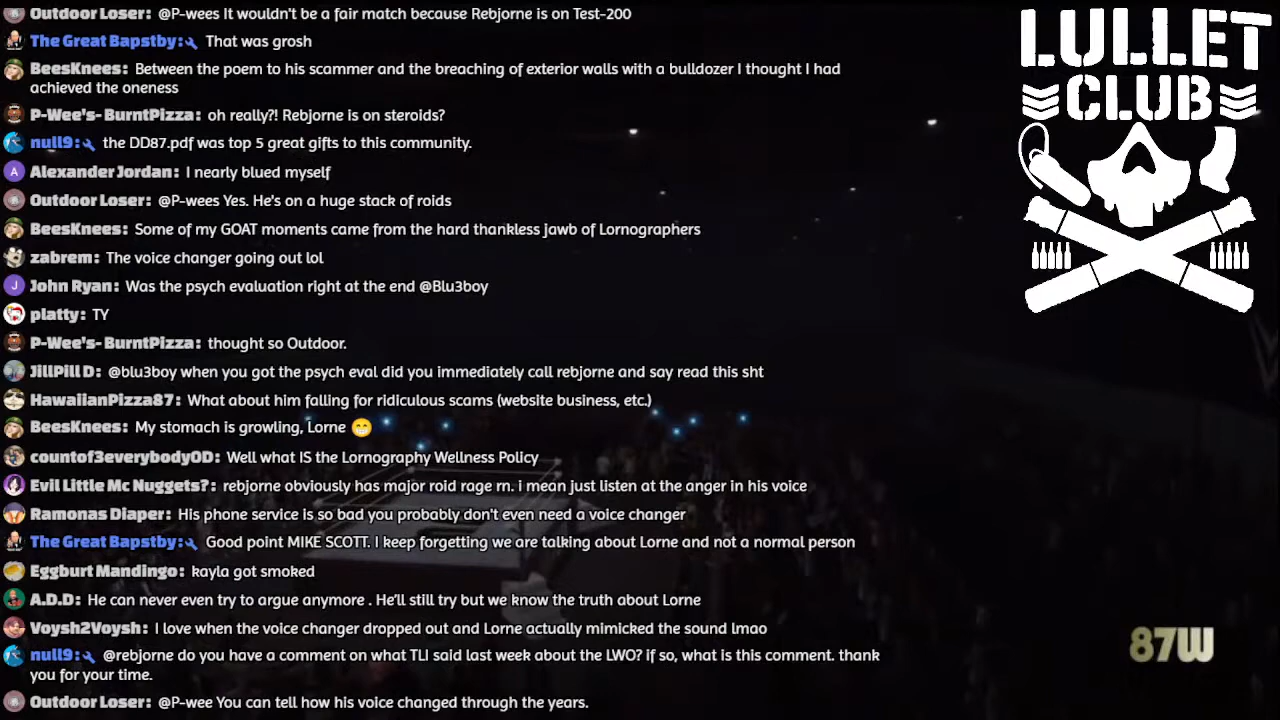 Outdoor Loser: @P-wees It wouldn't be a fair match because Rebjorne is on Test-200
The Great Bapstby: That was grosh
BeesKnees: Between the poem to his scammer and the breaching of exterior walls with a bulldozer I thought I had
achieved the oneness
P-Wee's- BurntPizza: oh really?! Rebjorne is on steroids?
null9: the DD87.pdf was top 5 great gifts to this community.
A Alexander Jordan: I nearly blued myself
Outdoor Loser: @P-wees Yes. He's on a huge stack of roids
BeesKnees: Some of my GOAT moments came from the hard thankless jawb of Lornographers
zabrem: The voice changer going out lol
J John Ryan: Was the psych evaluation right at the end @Blu3boy
platty: TY
P-Wee's- BurntPizza: thought so Outdoor.
JillPill D: @blu3boy when you got the psych eval did you immediately call rebjorne and say read this sht
HawaiianPizza87: What about him falling for ridiculous scams (website business, etc.)
BeesKnees: My stomach is growling, Lorne 😁
countof3everybodyOD: Well what IS the Lornography Wellness Policy
Evil Little Mc Nuggets?: rebjorne obviously has major roid rage rn. i mean just listen at the anger in his voice
Ramonas Diaper: His phone service is so bad you probably don't even need a voice changer
The Great Bapstby: Good point MIKE SCOTT. I keep forgetting we are talking about Lorne and not a normal person
Eggburt Mandingo: kayla got smoked
A.D.D: He can never even try to argue anymore . He'll still try but we know the truth about Lorne
Voysh2Voysh: I love when the voice changer dropped out and Lorne actually mimicked the sound lmao
null9: @rebjorne do you have a comment on what TLI said last week about the LWO? if so, what is this comment. thank
you for your time.
Outdoor Loser: @P-wee You can tell how his voice changed through the years.
LULLET
CLUB
87W